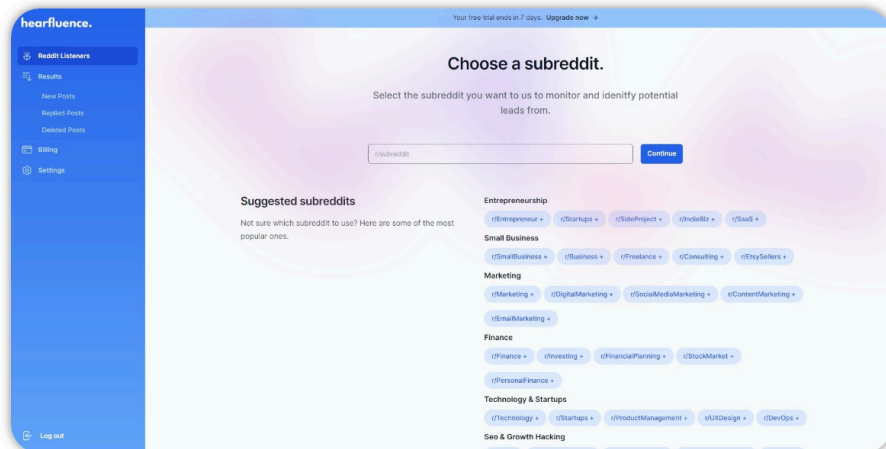 hearfluence.
Your free trial ends in 7 days. Upgrade now →
Reddit Listeners
Results
New Posts
Replied Posts
Deleted Posts
Billing
Settings
Log out
Choose a subreddit.
Select the subreddit you want to us to monitor and idenitfy potential
leads from.
r/subreddit
Continue
Suggested subreddits
Not sure which subreddit to use? Here are some of the most
popular ones.
Entrepreneurship
r/Entrepreneur + r/Startups + r/SideProject + r/IndieBiz + r/SaaS +
Small Business
r/SmallBusiness + r/Business + r/Freelance + r/Consulting + r/EtsySellers +
Marketing
r/Marketing + r/DigitalMarketing + r/SocialMediaMarketing + r/ContentMarketing +
r/EmailMarketing +
Finance
r/Finance + r/Investing + r/FinancialPlanning + r/StockMarket +
r/PersonalFinance +
Technology & Startups
r/Technology + r/Startups + r/ProductManagement + r/UXDesign + r/DevOps +
Seo & Growth Hacking